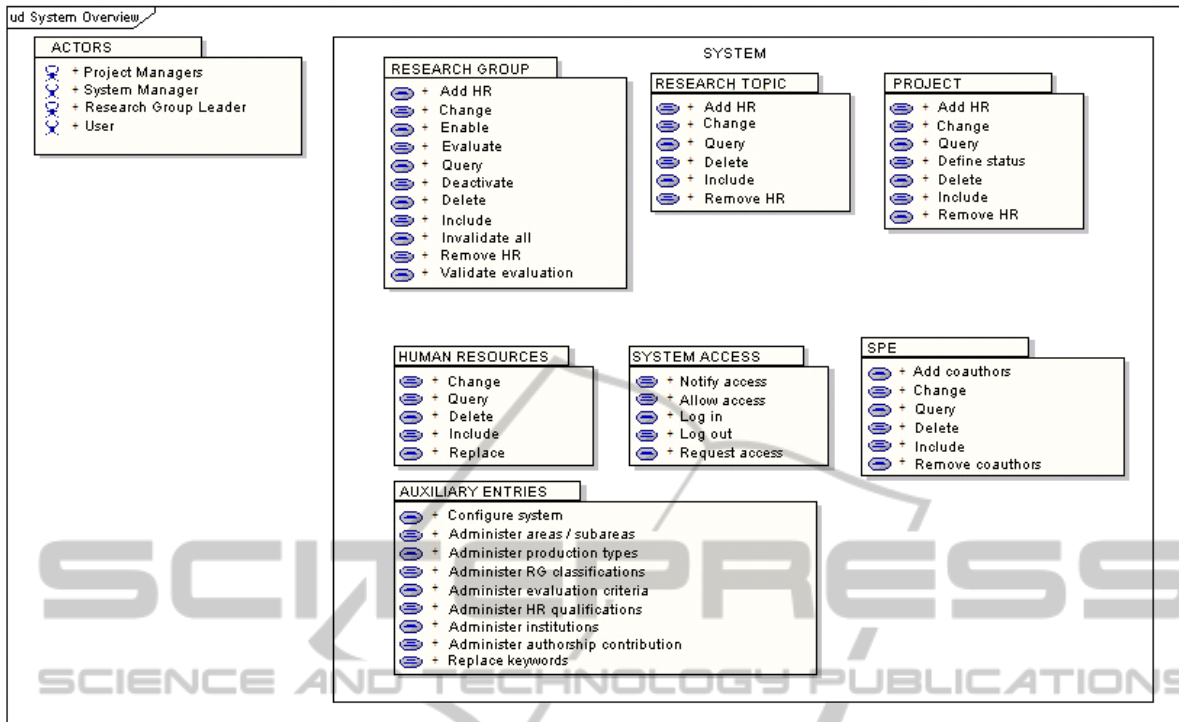 ud System Overview
ACTORS
+ Project Managers
+ System Manager
+ Research Group Leader
+ User
SYSTEM
RESEARCH GROUP
+ Add HR
+ Change
+ Enable
+ Evaluate
+ Query
+ Deactivate
+ Delete
+ Include
+ Invalidate all
+ Remove HR
+ Validate evaluation
RESEARCH TOPIC
+ Add HR
+ Change
+ Query
+ Delete
+ Include
+ Remove HR
PROJECT
+ Add HR
+ Change
+ Query
+ Define status
+ Delete
+ Include
+ Remove HR
HUMAN RESOURCES
+ Change
+ Query
+ Delete
+ Include
+ Replace
SYSTEM ACCESS
+ Notify access
+ Allow access
+ Log in
+ Log out
+ Request access
SPE
+ Add coauthors
+ Change
+ Query
+ Delete
+ Include
+ Remove coauthors
AUXILIARY ENTRIES
+ Configure system
+ Administer areas / subareas
+ Administer production types
+ Administer RG classifications
+ Administer evaluation criteria
+ Administer HR qualifications
+ Administer institutions
+ Administer authorship contribution
+ Replace keywords
SCITEPRESS
SCIENCE AND TECHNOLOGY PUBLICATIONS